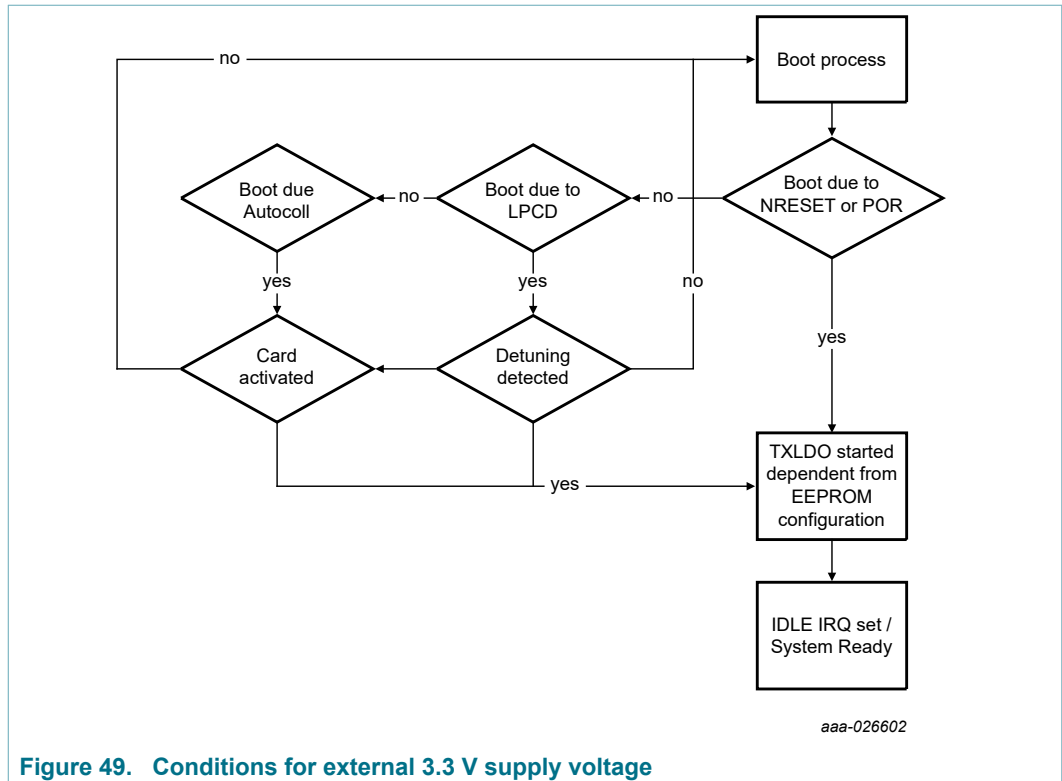 no
Boot process
Boot due
Autocoll
no
Boot due to
LPCD
no
Boot due to
NRESET or POR
yes
yes
no
yes
Card
activated
Detuning
detected
TXLDO started
dependent from
EEPROM
configuration
yes
IDLE IRQ set /
System Ready
aaa-026602
Figure 49. Conditions for external 3.3 V supply voltage